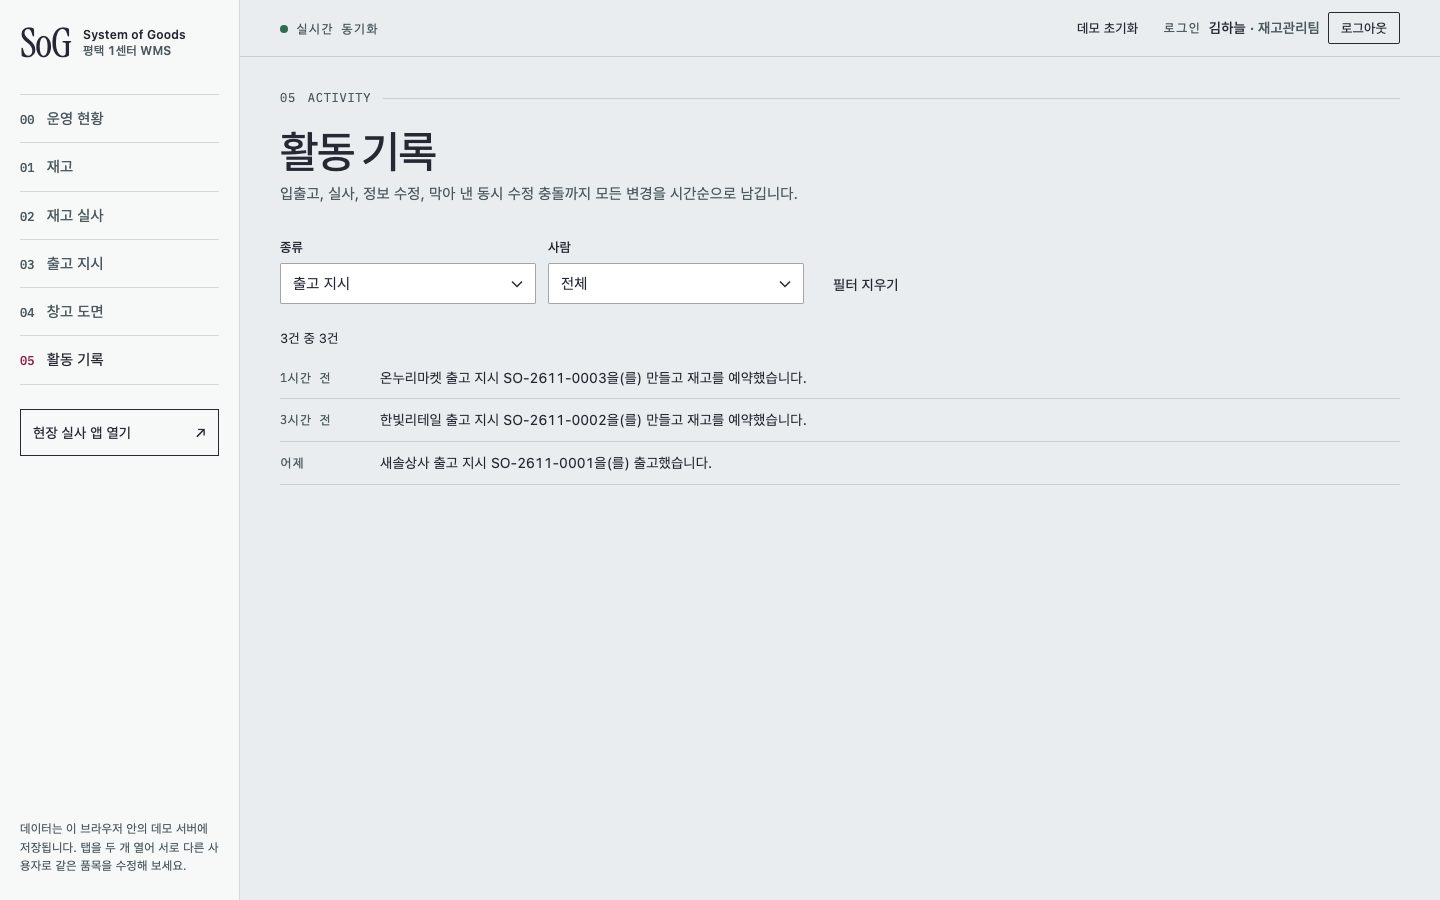 SoG
System of Goods
평택 1센터 WMS
00 운영 현황
01 재고
02 재고 실사
03 출고 지시
04 창고 도면
05 활동 기록
현장 실사 앱 열기
데이터는 이 브라우저 안의 데모 서버에
저장됩니다. 탭을 두 개 열어 서로 다른 사
용자로 같은 품목을 수정해 보세요.
실시간 동기화
데모 초기화
로그인 김하늘 · 재고관리팀
로그아웃
05 ACTIVITY
활동 기록
입출고, 실사, 정보 수정, 막아 낸 동시 수정 충돌까지 모든 변경을 시간순으로 남깁니다.
종류
사람
출고 지시
전체
필터 지우기
3건 중 3건
1시간 전 온누리마켓 출고 지시 SO-2611-0003을(를) 만들고 재고를 예약했습니다.
3시간 전 한빛리테일 출고 지시 SO-2611-0002을(를) 만들고 재고를 예약했습니다.
어제 새솔상사 출고 지시 SO-2611-0001을(를) 출고했습니다.